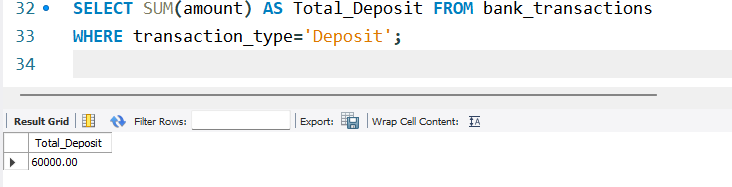 32 SELECT SUM(amount) AS Total_Deposit FROM bank_transactions
33 WHERE transaction_type='Deposit';
34
Result Grid Filter Rows: Export: Wrap Cell Content:
Total_Deposit
60000.00